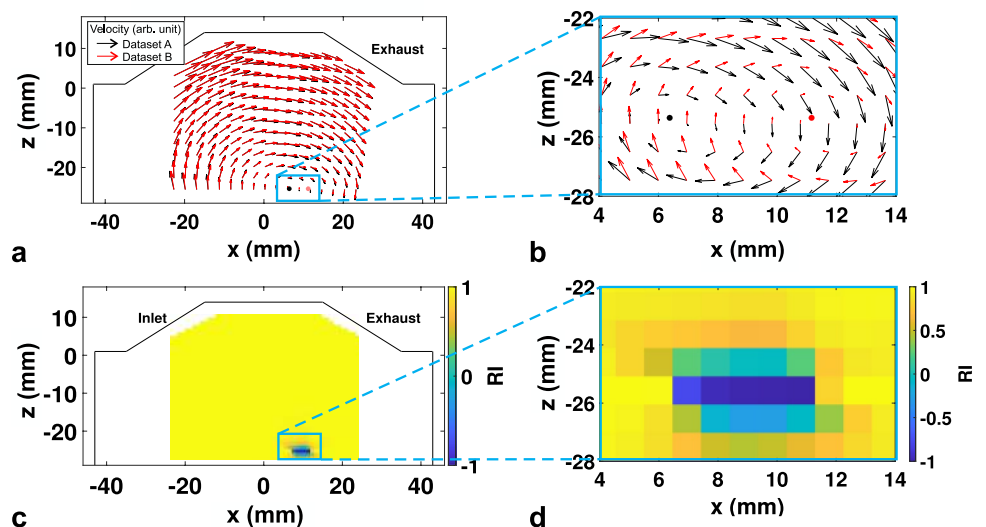 Velocity (arb. unit)
Dataset A
Dataset B
Exhaust
10
0
-10
-20
z (mm)
-40
-20
0
20
40
x (mm)
a
-22
-24
-26
-28
z (mm)
4
6
8
10
12
14
x (mm)
b
Inlet
Exhaust
10
0
-10
-20
z (mm)
-40
-20
0
20
40
x (mm)
1
0
-1
RI
c
-22
-24
-26
-28
z (mm)
4
6
8
10
12
14
x (mm)
1
0.5
0
-0.5
-1
RI
d